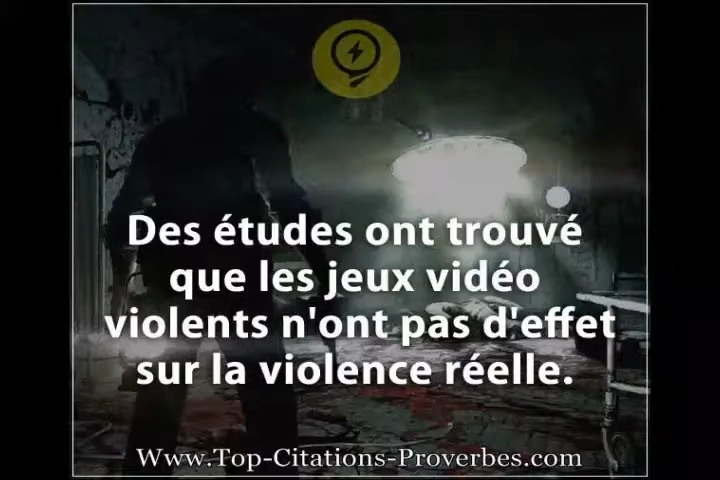 Des études ont trouvé
que les jeux vidéo
violents n'ont pas d'effet
sur la violence réelle.
Www.Top-Citations-Proverbes.com